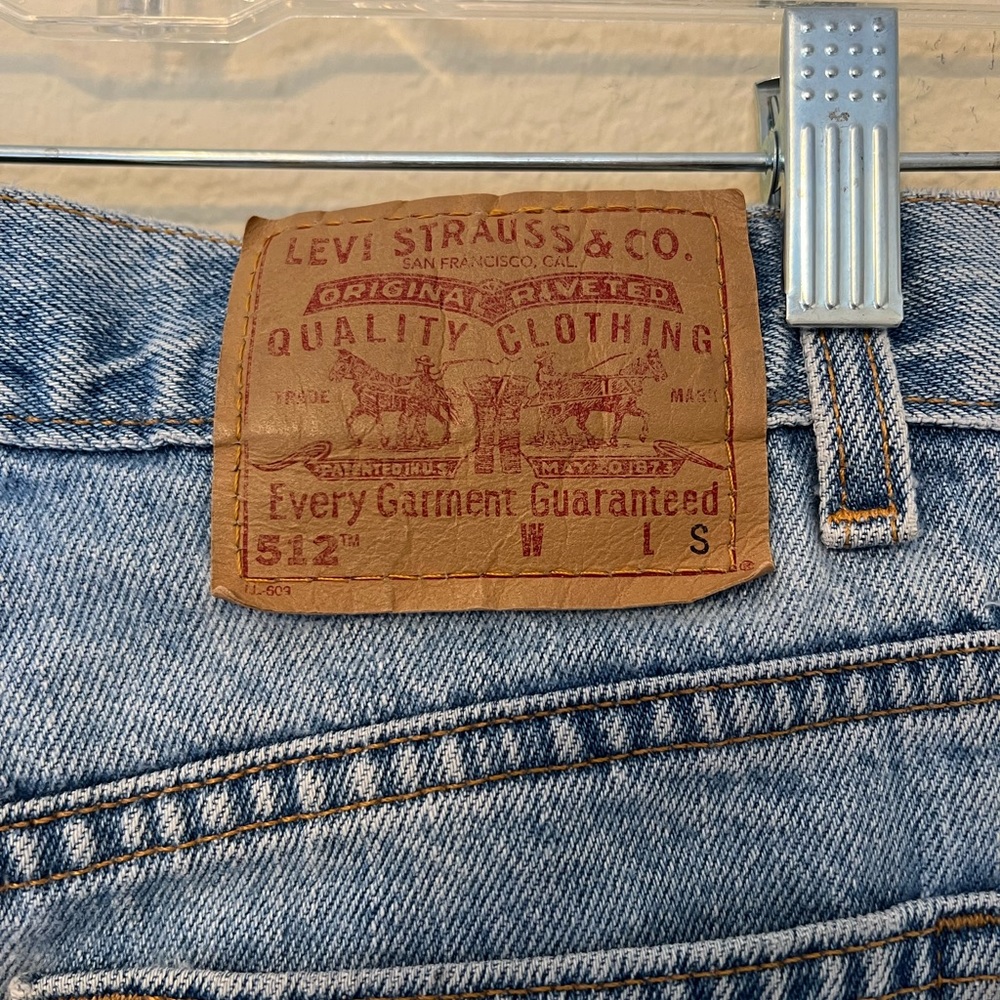 LEVI STRAUSS & CO.
SAN FRANCISCO, CAL.
ORIGINAL RIVETED
QUALITY CLOTHING
TRADE MARK
PATENTED IN U.S. MAY 20 1873
Every Garment Guaranteed
512™ W L S
®